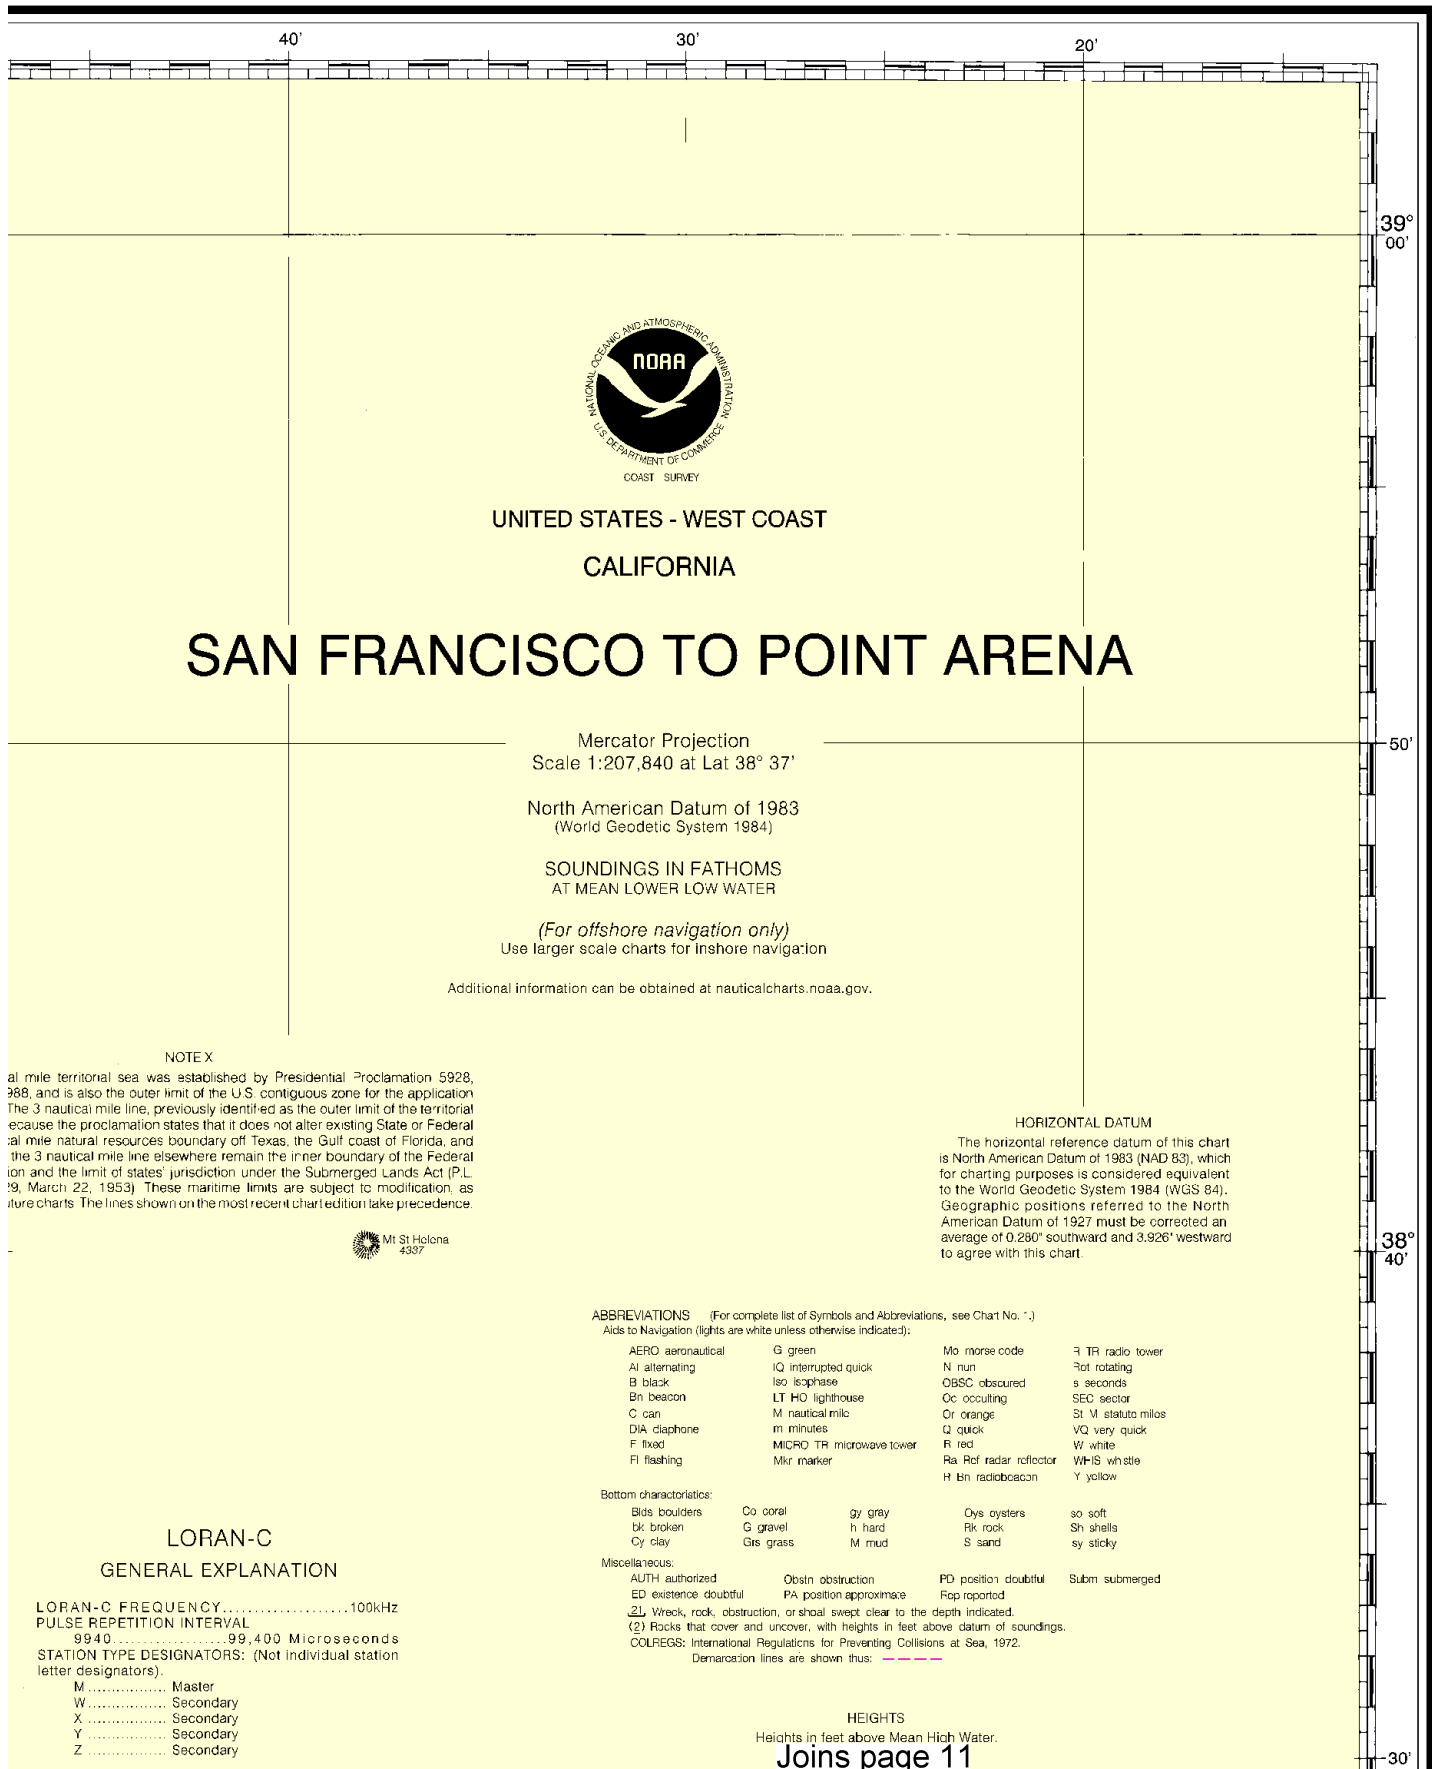 40'
30'
20'
39°
00'
NATIONAL OCEANIC AND ATMOSPHERIC ADMINISTRATION
NOAA
U.S. DEPARTMENT OF COMMERCE
COAST SURVEY
UNITED STATES - WEST COAST
CALIFORNIA
SAN FRANCISCO TO POINT ARENA
Mercator Projection
Scale 1:207,840 at Lat 38° 37'
50'
North American Datum of 1983
(World Geodetic System 1984)
SOUNDINGS IN FATHOMS
AT MEAN LOWER LOW WATER
(For offshore navigation only)
Use larger scale charts for inshore navigation
Additional information can be obtained at nauticalcharts.noaa.gov.
NOTE X
al mile territorial sea was established by Presidential Proclamation 5928,
988, and is also the outer limit of the U.S. contiguous zone for the application
The 3 nautical mile line, previously identified as the outer limit of the territorial
ecause the proclamation states that it does not alter existing State or Federal
cal mile natural resources boundary off Texas, the Gulf coast of Florida, and
the 3 nautical mile line elsewhere remain the inner boundary of the Federal
ion and the limit of states' jurisdiction under the Submerged Lands Act (P.L.
29, March 22, 1953) These maritime limits are subject to modification, as
uture charts. The lines shown on the most recent chart edition take precedence.
Mt St Helena
4337
HORIZONTAL DATUM
The horizontal reference datum of this chart
is North American Datum of 1983 (NAD 83), which
for charting purposes is considered equivalent
to the World Geodetic System 1984 (WGS 84).
Geographic positions referred to the North
American Datum of 1927 must be corrected an
average of 0.280" southward and 3.926" westward
to agree with this chart.
38°
40'
ABBREVIATIONS (For complete list of Symbols and Abbreviations, see Chart No. 1.)
Aids to Navigation (lights are white unless otherwise indicated):
AERO aeronautical G green Mo morse code R TR radio tower
Al alternating IQ interrupted quick N nun Rot rotating
B black Iso isophase OBSC obscured s seconds
Bn beacon LT HO lighthouse Oc occulting SEC sector
C can M nautical mile Or orange St M statute miles
DIA diaphone m minutes Q quick VQ very quick
F fixed MICRO TR microwave tower R red W white
Fl flashing Mkr marker Ra Ref radar reflector WHIS whistle
R Bn radiobeacon Y yellow
Bottom characteristics:
Blds boulders Co coral gy gray Oys oysters so soft
bk broken G gravel h hard Rk rock Sh shells
Cy clay Grs grass M mud S sand sy sticky
Miscellaneous:
AUTH authorized Obstn obstruction PD position doubtful Subm submerged
ED existence doubtful PA position approximate Rep reported
21, Wreck, rock, obstruction, or shoal swept clear to the depth indicated.
(2) Rocks that cover and uncover, with heights in feet above datum of soundings.
COLREGS: International Regulations for Preventing Collisions at Sea, 1972.
Demarcation lines are shown thus:
LORAN-C
GENERAL EXPLANATION
LORAN-C FREQUENCY....................100kHz
PULSE REPETITION INTERVAL
9940..................99,400 Microseconds
STATION TYPE DESIGNATORS: (Not individual station
letter designators).
M................ Master
W................ Secondary
X................ Secondary
Y................ Secondary
Z................ Secondary
HEIGHTS
Heights in feet above Mean High Water.
Joins page 11
30'